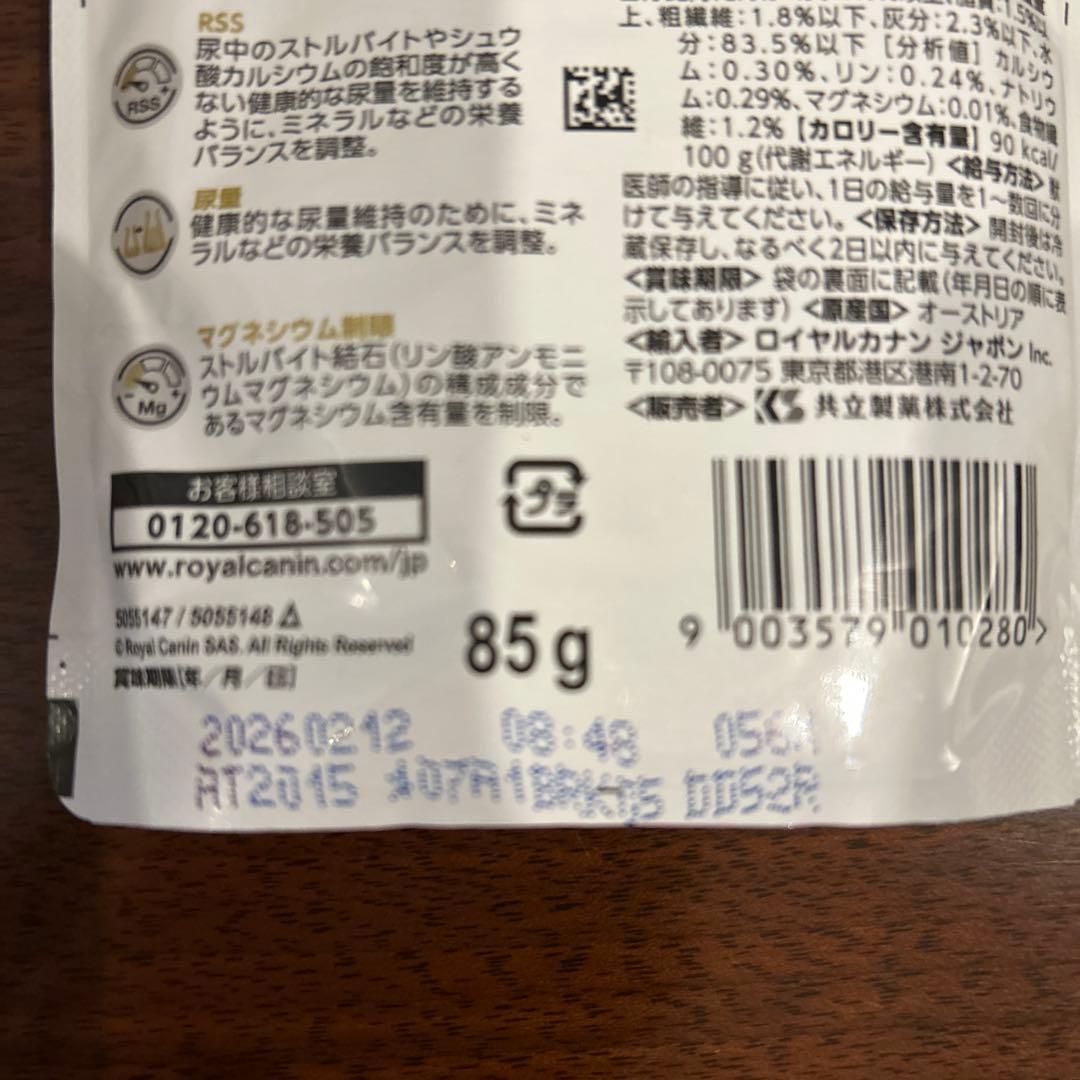 RSS
尿中のストルバイトやシュウ
酸カルシウムの飽和度が高く
ない健康的な尿量を維持する
ように、ミネラルなどの栄養
バランスを調整。
RSS
尿量
健康的な尿量維持のために、ミネ
ラルなどの栄養バランスを調整。
マグネシウム制限
ストルバイト結石(リン酸アンモニ
ウムマグネシウム)の構成成分で
あるマグネシウム含有量を制限。
Mg
お客様相談室
0120-618-505
www.royalcanin.com/jp
5055147 / 5055148
©Royal Canin SAS. All Rights Reserved
賞味期限[年/月/日]
プラ
85 g
上、粗繊維:1.8%以下、灰分:2.3%以下、水
分:83.5%以下 [分析値] カルシウ
ム:0.30%、リン:0.24%、ナトリウ
ム:0.29%、マグネシウム:0.01%、食物繊
維:1.2% 【カロリー含有量】 90 kcal/
100 g(代謝エネルギー) <給与方法> 獣
医師の指導に従い、1日の給与量を1〜数回に分
けて与えてください。 <保存方法> 開封後は冷
蔵保存し、なるべく2日以内に与えてください。
<賞味期限> 袋の裏面に記載(年月日の順に表
示してあります) <原産国> オーストリア
<輸入者> ロイヤルカナン ジャポン Inc.
〒108-0075 東京都港区港南1-2-70
<販売者> KS 共立製薬株式会社
9 003579 010280 >
20260212 08:48
AT2015